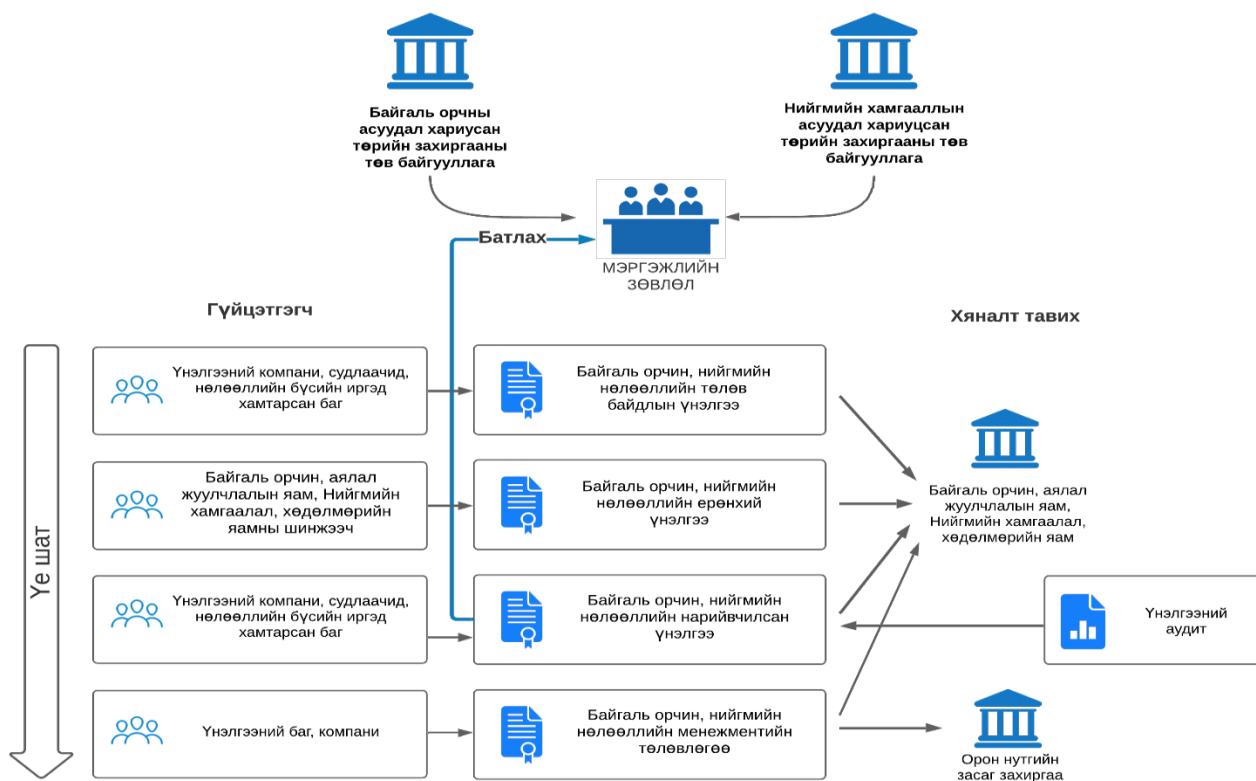 Байгаль орчны
асуудал хариусан
төрийн захиргааны
төв байгууллага
Нийгмийн хамгааллын
асуудал хариуцсан
төрийн захиргааны төв
байгууллага
Батлах
МЭРГЭЖЛИЙН
ЗӨВЛӨЛ
Гүйцэтгэгч
Хяналт тавих
Үе шат
Үнэлгээний компани, судлаачид,
нөлөөллийн бүсийн иргэд
хамтарсан баг
Байгаль орчин, нийгмийн
нөлөөллийн төлөв
байдлын үнэлгээ
Байгаль орчин, аялал
жуулчлалын яам, Нийгмийн
хамгаалал, хөдөлмөрийн
яамны шинжээч
Байгаль орчин, нийгмийн
нөлөөллийн ерөнхий
үнэлгээ
Байгаль орчин, аялал
жуулчлалын яам,
Нийгмийн хамгаалал,
хөдөлмөрийн яам
Үнэлгээний компани, судлаачид,
нөлөөллийн бүсийн иргэд
хамтарсан баг
Байгаль орчин, нийгмийн
нөлөөллийн нарийвчилсан
үнэлгээ
Үнэлгээний
аудит
Үнэлгээний баг, компани
Байгаль орчин, нийгмийн
нөлөөллийн менежментийн
төлөвлөгөө
Орон нутгийн
засаг захиргаа